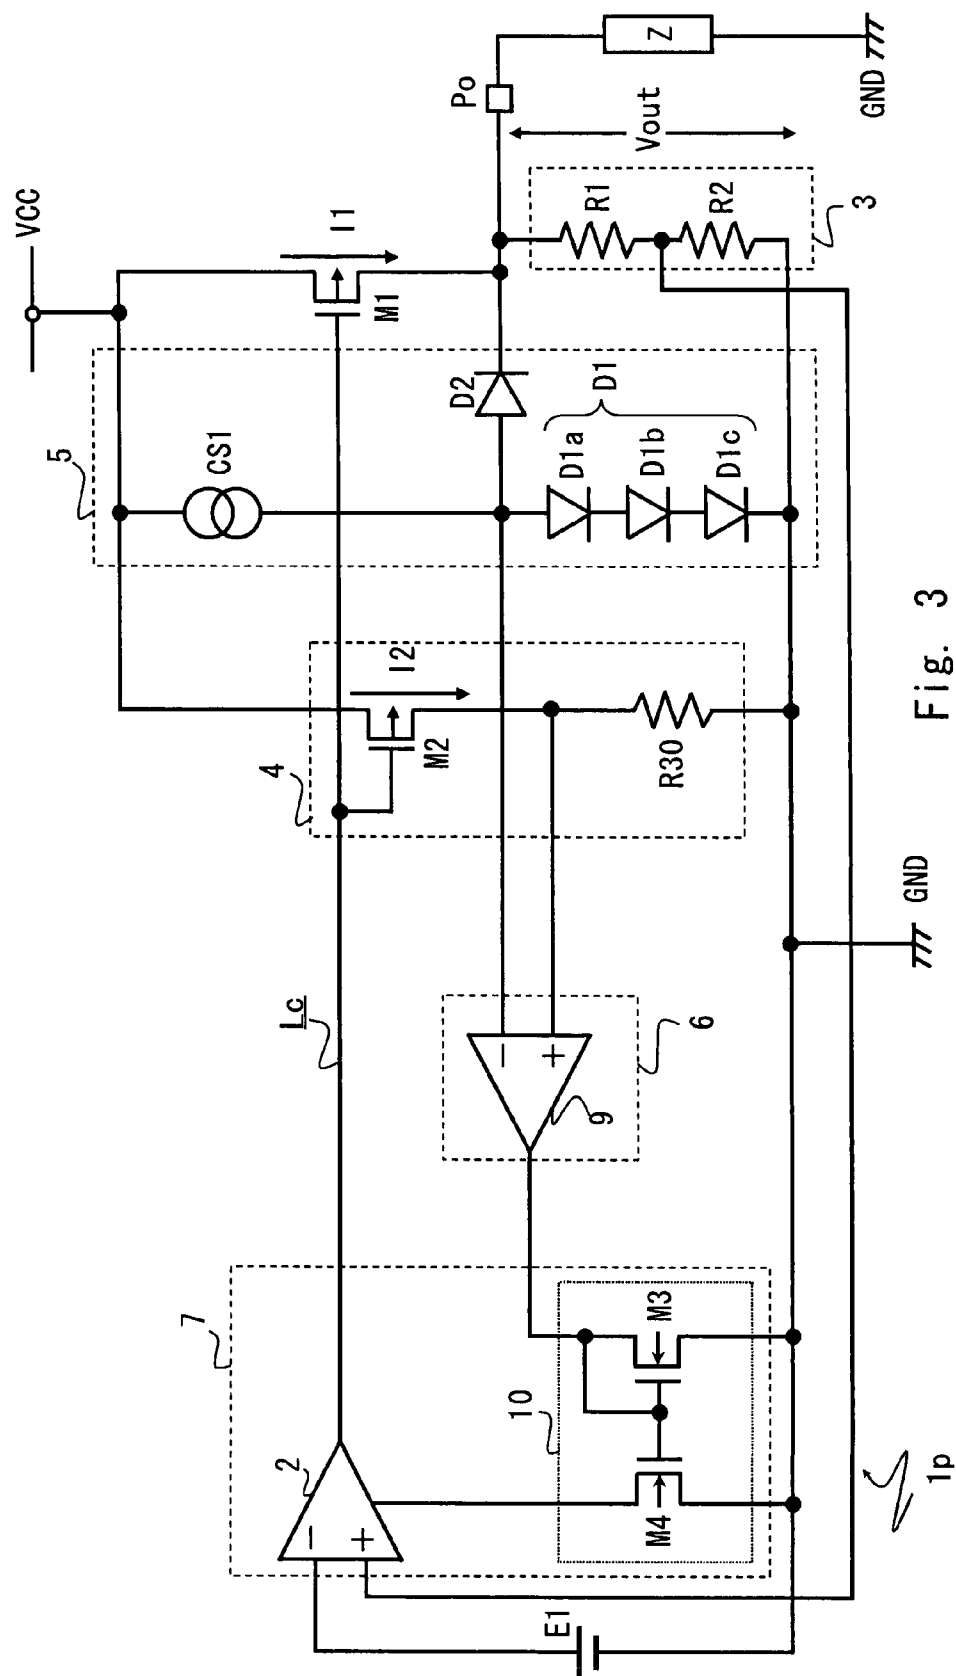 VCC
5
CS1
I1
M1
Po
Z
GND
Vout
D2
D1
D1a
D1b
D1c
R1
R2
3
4
I2
M2
R30
Lc
6
9
-
+
GND
7
2
-
+
10
M3
M4
E1
1p
Fig. 3